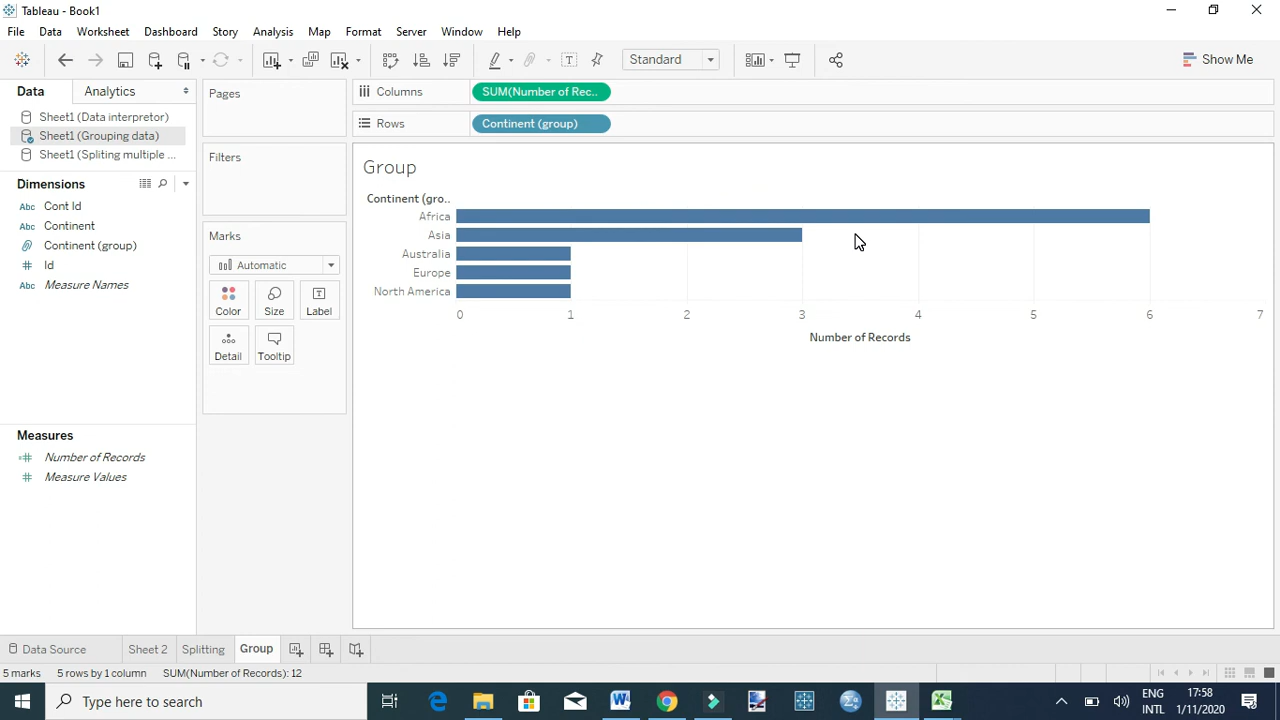 Tableau - Book1
File Data Worksheet Dashboard Story Analysis Map Format Server Window Help
Standard
Show Me
Data Analytics
Sheet1 (Data interpretor)
Sheet1 (Grouping data)
Sheet1 (Spliting multiple ...
Dimensions
Abc Cont Id
Abc Continent
Continent (group)
# Id
Abc Measure Names
Measures
Number of Records
# Measure Values
Pages
Filters
Marks
Automatic
Color Size Label
Detail Tooltip
Columns SUM(Number of Rec..
Rows Continent (group)
Group
Continent (gro..
Africa
Asia
Australia
Europe
North America
0 1 2 3 4 5 6 7
Number of Records
Data Source Sheet 2 Splitting Group
5 marks 5 rows by 1 column SUM(Number of Records): 12
Type here to search
ENG
INTL
17:58
1/11/2020